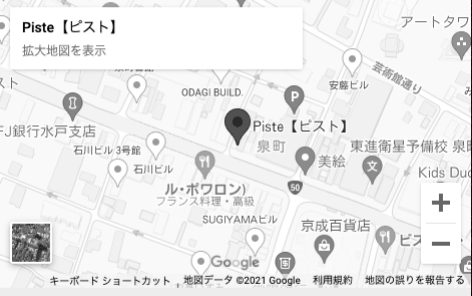 Piste【ピスト】
拡大地図を表示
アートタワ
芸術館通り
安藤ビル
ODAGI BUILD.
P
スト
FJ銀行水戸支店
Piste【ピスト】
泉町
石川ビル 3号館
石川ビル
美絵
東進衛星予備校 泉
Kids Duo
ル・ポワロン)
フランス料理・高級
50
SUGIYAMAビル
京成百貨店
ビス
+
−
Google
キーボード ショートカット 地図データ ©2021 Google 利用規約 地図の誤りを報告する